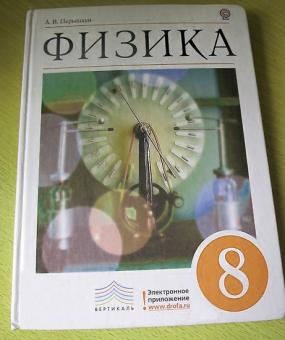 А. В. Перышкин
ФИЗИКА
8
ВЕРТИКАЛЬ
!
Электронное
приложение
www.drofa.ru